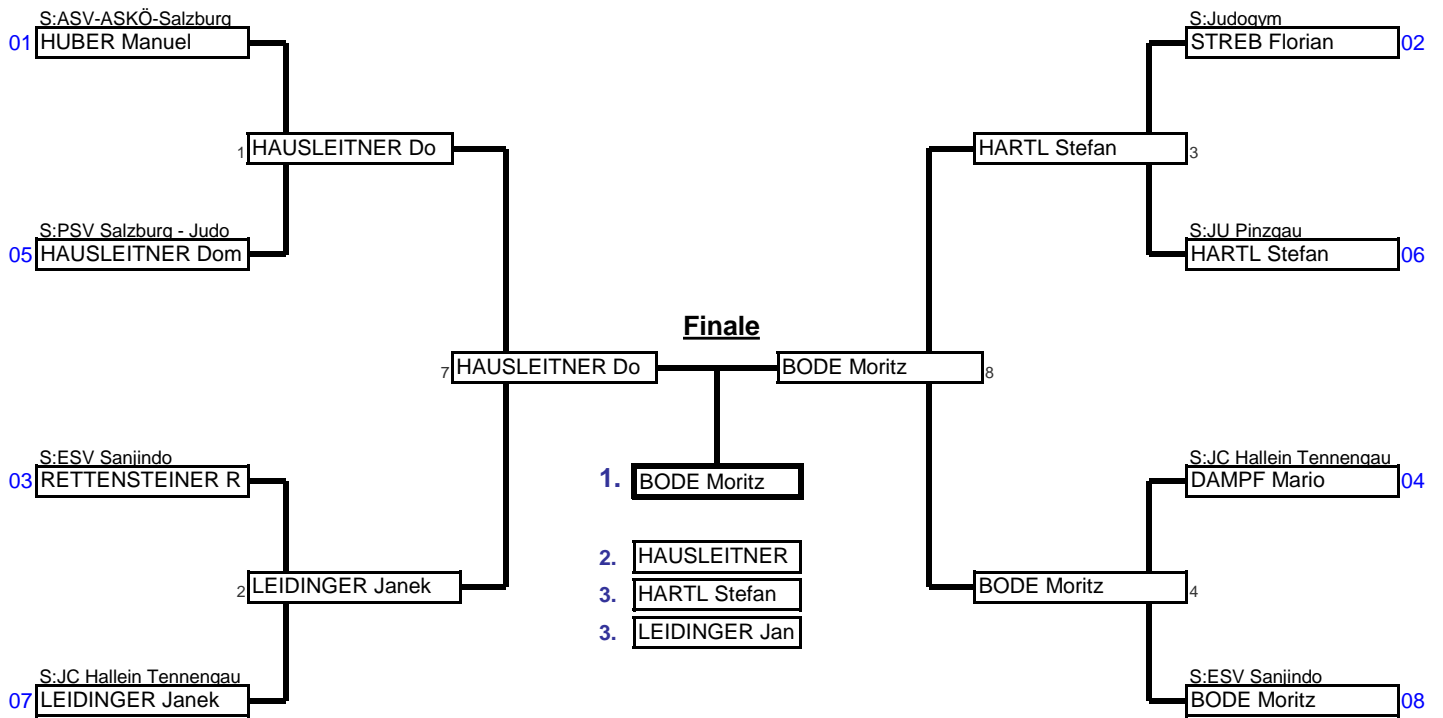 S:ASV-ASKÖ-Salzburg
01 HUBER Manuel
S:Judogym
STREB Florian 02
1 HAUSLEITNER Do
HARTL Stefan 3
S:PSV Salzburg - Judo
05 HAUSLEITNER Dom
S:JU Pinzgau
HARTL Stefan 06
Finale
7 HAUSLEITNER Do
BODE Moritz 8
S:ESV Sanjindo
03 RETTENSTEINER R
1. BODE Moritz
S:JC Hallein Tennengau
DAMPF Mario 04
2. HAUSLEITNER
3. HARTL Stefan
3. LEIDINGER Jan
2 LEIDINGER Janek
BODE Moritz 4
S:JC Hallein Tennengau
07 LEIDINGER Janek
S:ESV Sanjindo
BODE Moritz 08